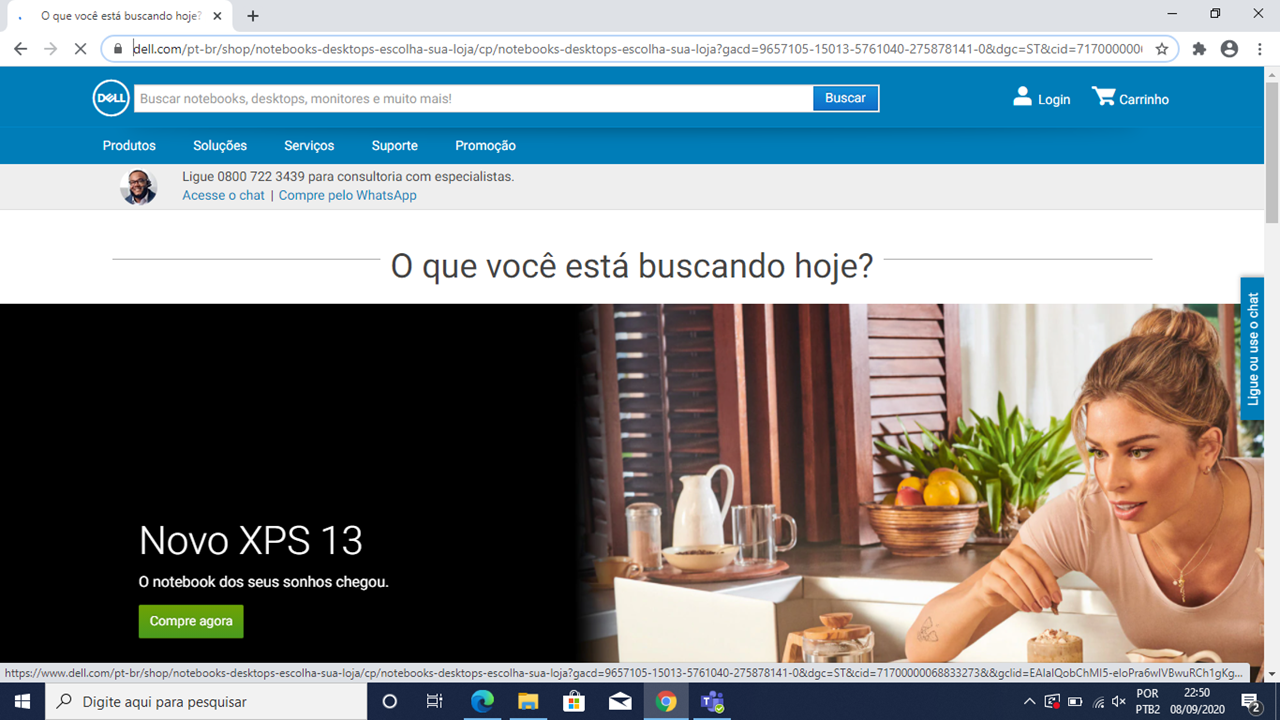 O que você está buscando hoje?
dell.com/pt-br/shop/notebooks-desktops-escolha-sua-loja/cp/notebooks-desktops-escolha-sua-loja?gacd=9657105-15013-5761040-275878141-0&dgc=ST&cid=7170000006
DELL
Buscar notebooks, desktops, monitores e muito mais!
Buscar
Login
Carrinho
Produtos Soluções Serviços Suporte Promoção
Ligue 0800 722 3439 para consultoria com especialistas.
Acesse o chat | Compre pelo WhatsApp
O que você está buscando hoje?
Ligue ou use o chat
Novo XPS 13
O notebook dos seus sonhos chegou.
Compre agora
https://www.dell.com/pt-br/shop/notebooks-desktops-escolha-sua-loja/cp/notebooks-desktops-escolha-sua-loja?gacd=9657105-15013-5761040-275878141-0&dgc=ST&cid=71700000068833273&&gclid=EAIaIQobChMI5-eIoPra6wIVBwuRCh1gKg...
Digite aqui para pesquisar
POR
PTB2
22:50
08/09/2020
2